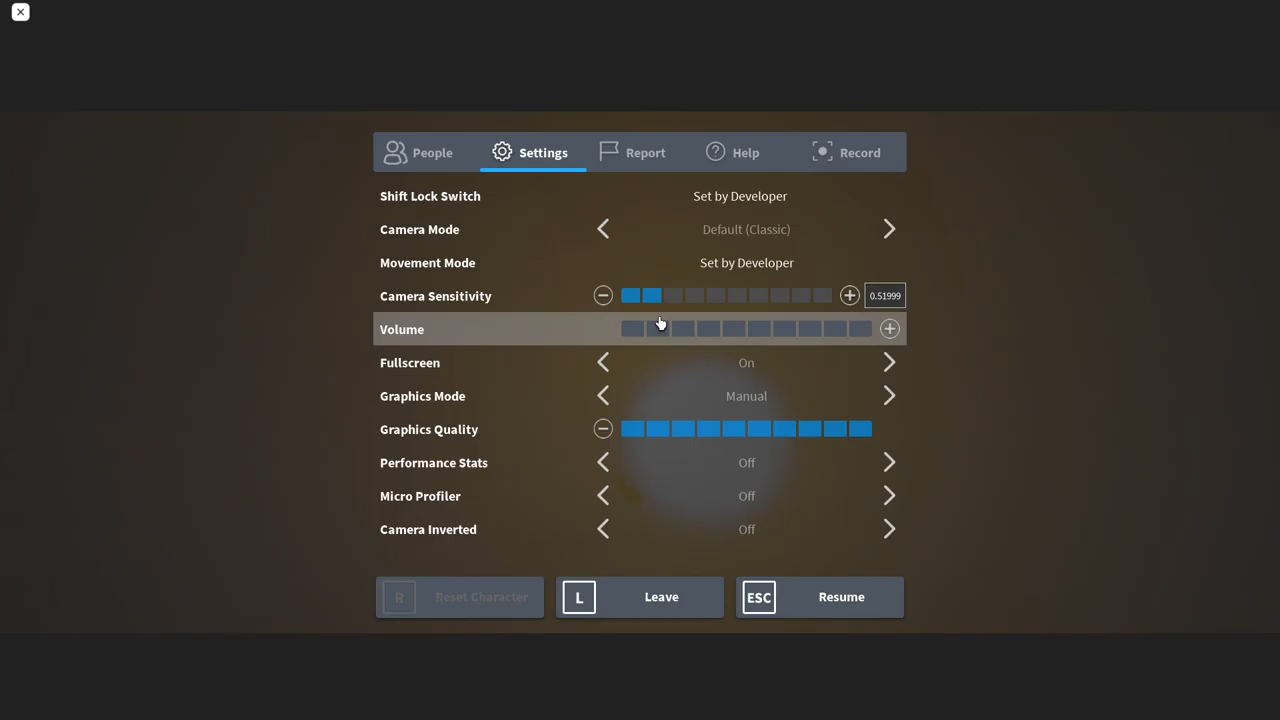 People Settings Report Help Record
Shift Lock Switch Set by Developer
Camera Mode Default (Classic)
Movement Mode Set by Developer
Camera Sensitivity 0.51999
Volume
Fullscreen On
Graphics Mode Manual
Graphics Quality
Performance Stats Off
Micro Profiler Off
Camera Inverted Off
R Reset Character L Leave ESC Resume